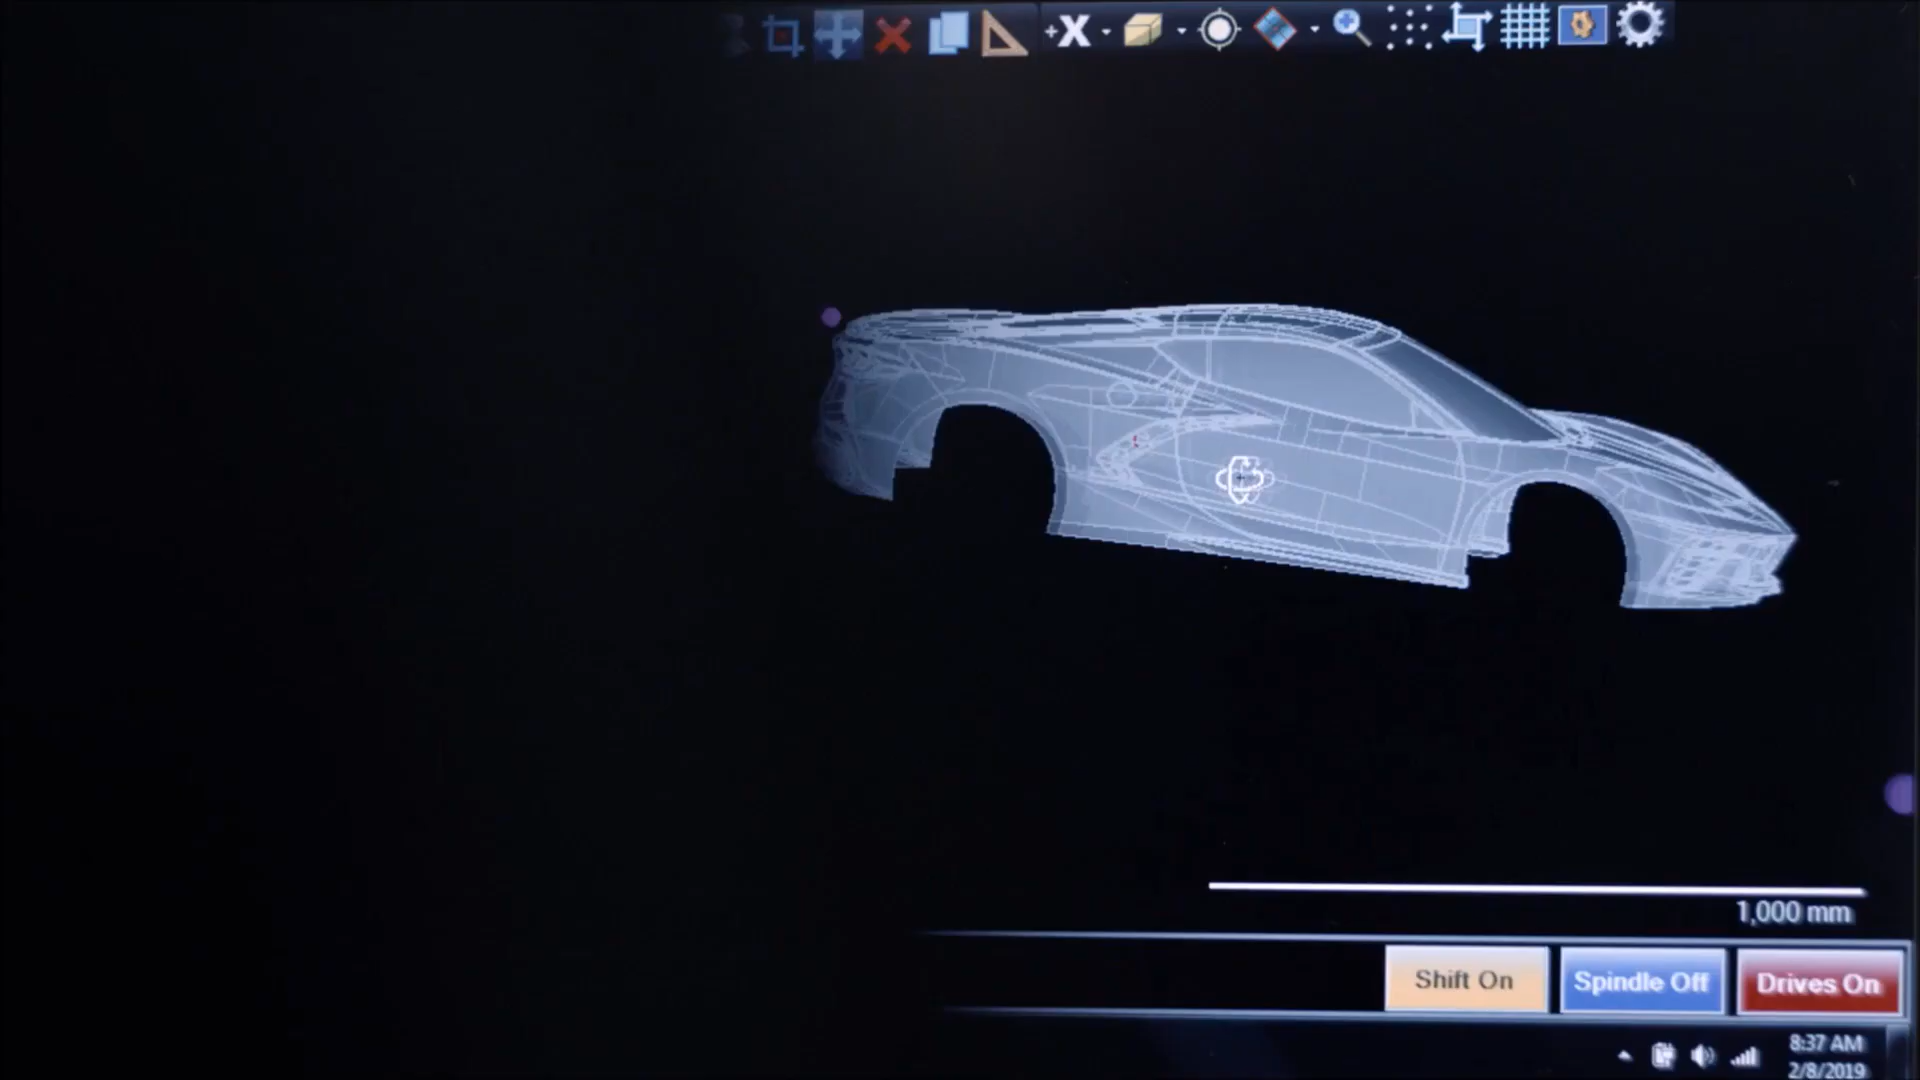 +X
1,000 mm
Shift On
Spindle Off
Drives On
8:37 AM
2/8/2019